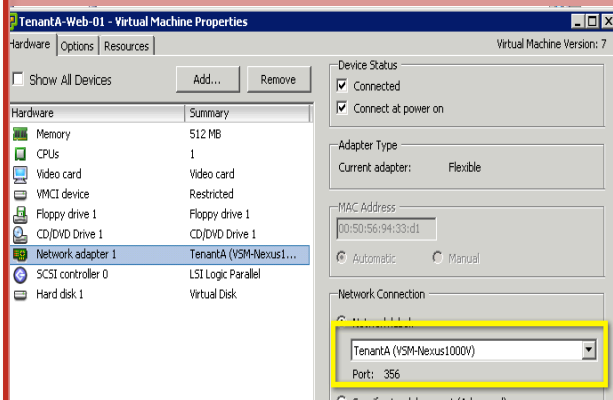 TenantA-Web-01 - Virtual Machine Properties
Hardware Options Resources Virtual Machine Version: 7
Show All Devices Add... Remove
Hardware Summary
Memory 512 MB
CPUs 1
Video card Video card
VMCI device Restricted
Floppy drive 1 Floppy drive 1
CD/DVD Drive 1 CD/DVD Drive 1
Network adapter 1 TenantA (VSM-Nexus1...
SCSI controller 0 LSI Logic Parallel
Hard disk 1 Virtual Disk
Device Status
Connected
Connect at power on
Adapter Type
Current adapter: Flexible
MAC Address
00:50:56:94:33:d1
Automatic Manual
Network Connection
TenantA (VSM-Nexus1000V)
Port: 356